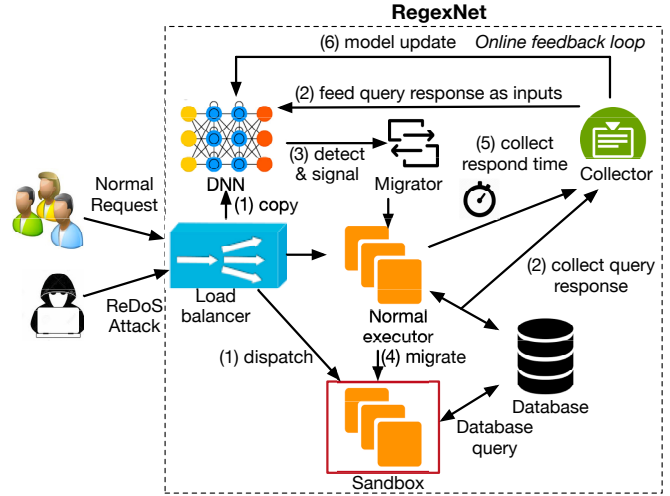 RegexNet
(6) model update
Online feedback loop
(2) feed query response as inputs
(5) collect
respond time
(3) detect
& signal
DNN
Migrator
Collector
Normal
Request
(1) copy
(2) collect query
response
ReDoS
Attack
Load
balancer
Normal
executor
(1) dispatch
(4) migrate
Database
Database
query
Sandbox